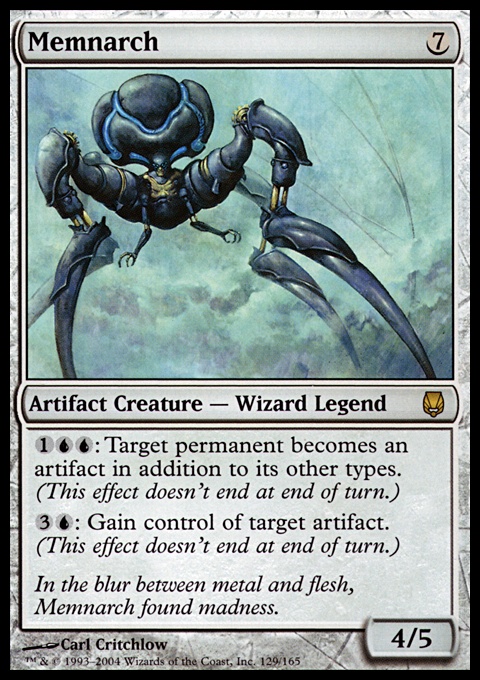 Memnarch 7
Artifact Creature — Wizard Legend
1UU: Target permanent becomes an
artifact in addition to its other types.
(This effect doesn't end at end of turn.)
3U: Gain control of target artifact.
(This effect doesn't end at end of turn.)
In the blur between metal and flesh,
Memnarch found madness.
Carl Critchlow
4/5
™ & © 1993–2004 Wizards of the Coast, Inc. 129/165